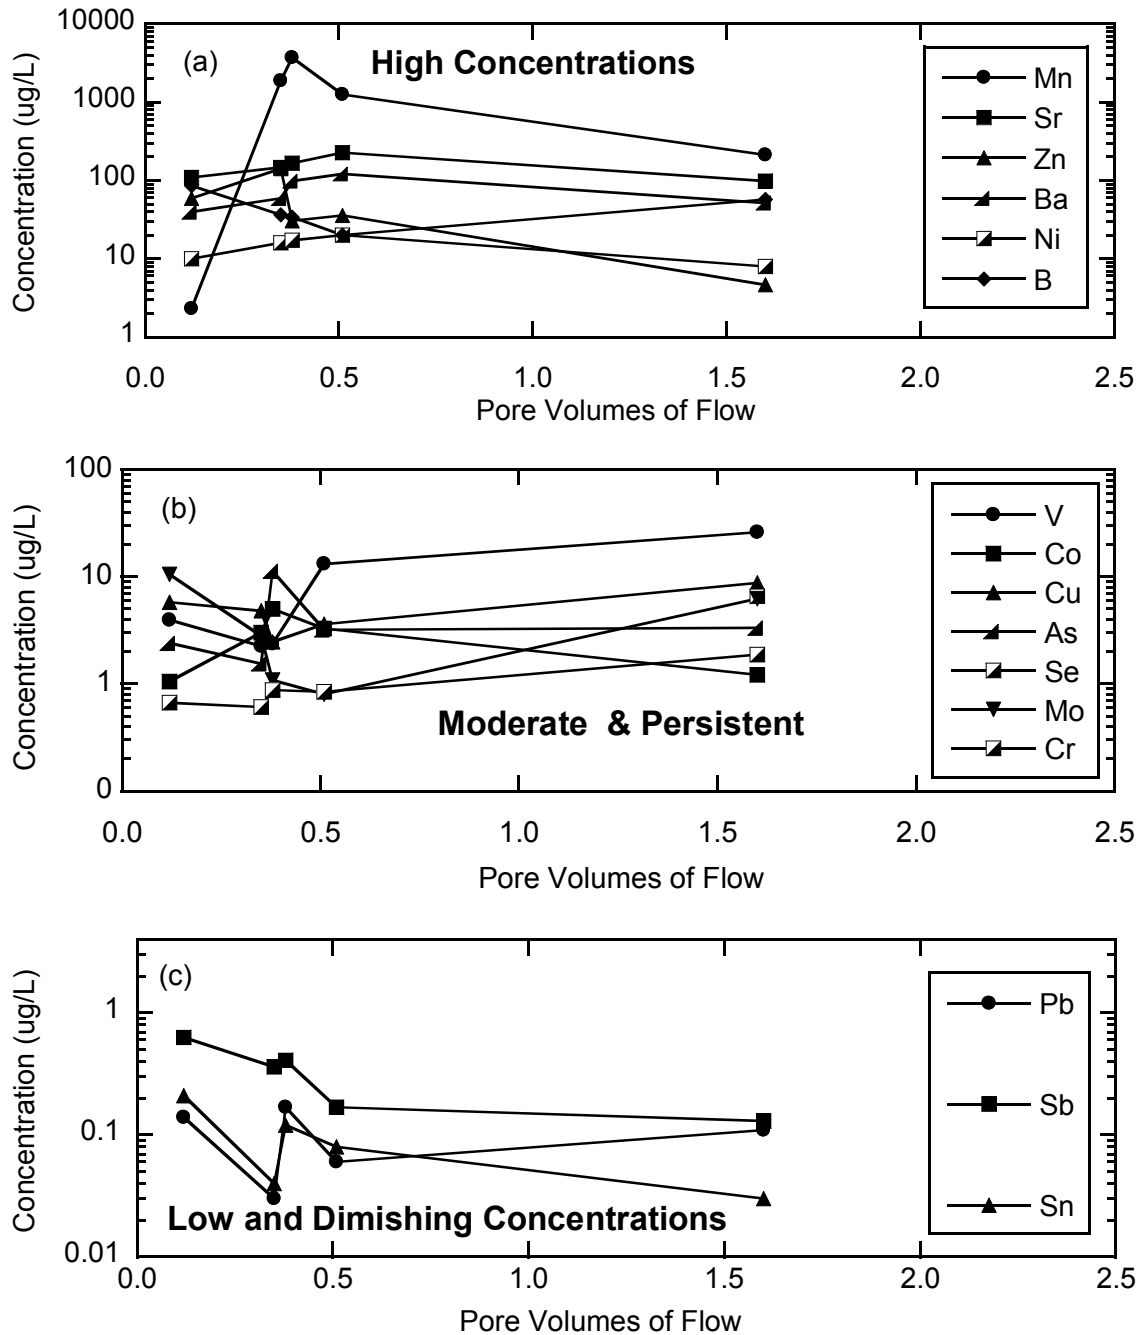 10000
1000
100
10
1
Concentration (ug/L)
(a)
High Concentrations
Mn
Sr
Zn
Ba
Ni
B
0.0 0.5 1.0 1.5 2.0 2.5
Pore Volumes of Flow
100
10
1
0
Concentration (ug/L)
(b)
Moderate & Persistent
V
Co
Cu
As
Se
Mo
Cr
0.0 0.5 1.0 1.5 2.0 2.5
Pore Volumes of Flow
1
0.1
0.01
Concentration (ug/L)
(c)
Low and Dimishing Concentrations
Pb
Sb
Sn
0.0 0.5 1.0 1.5 2.0 2.5
Pore Volumes of Flow